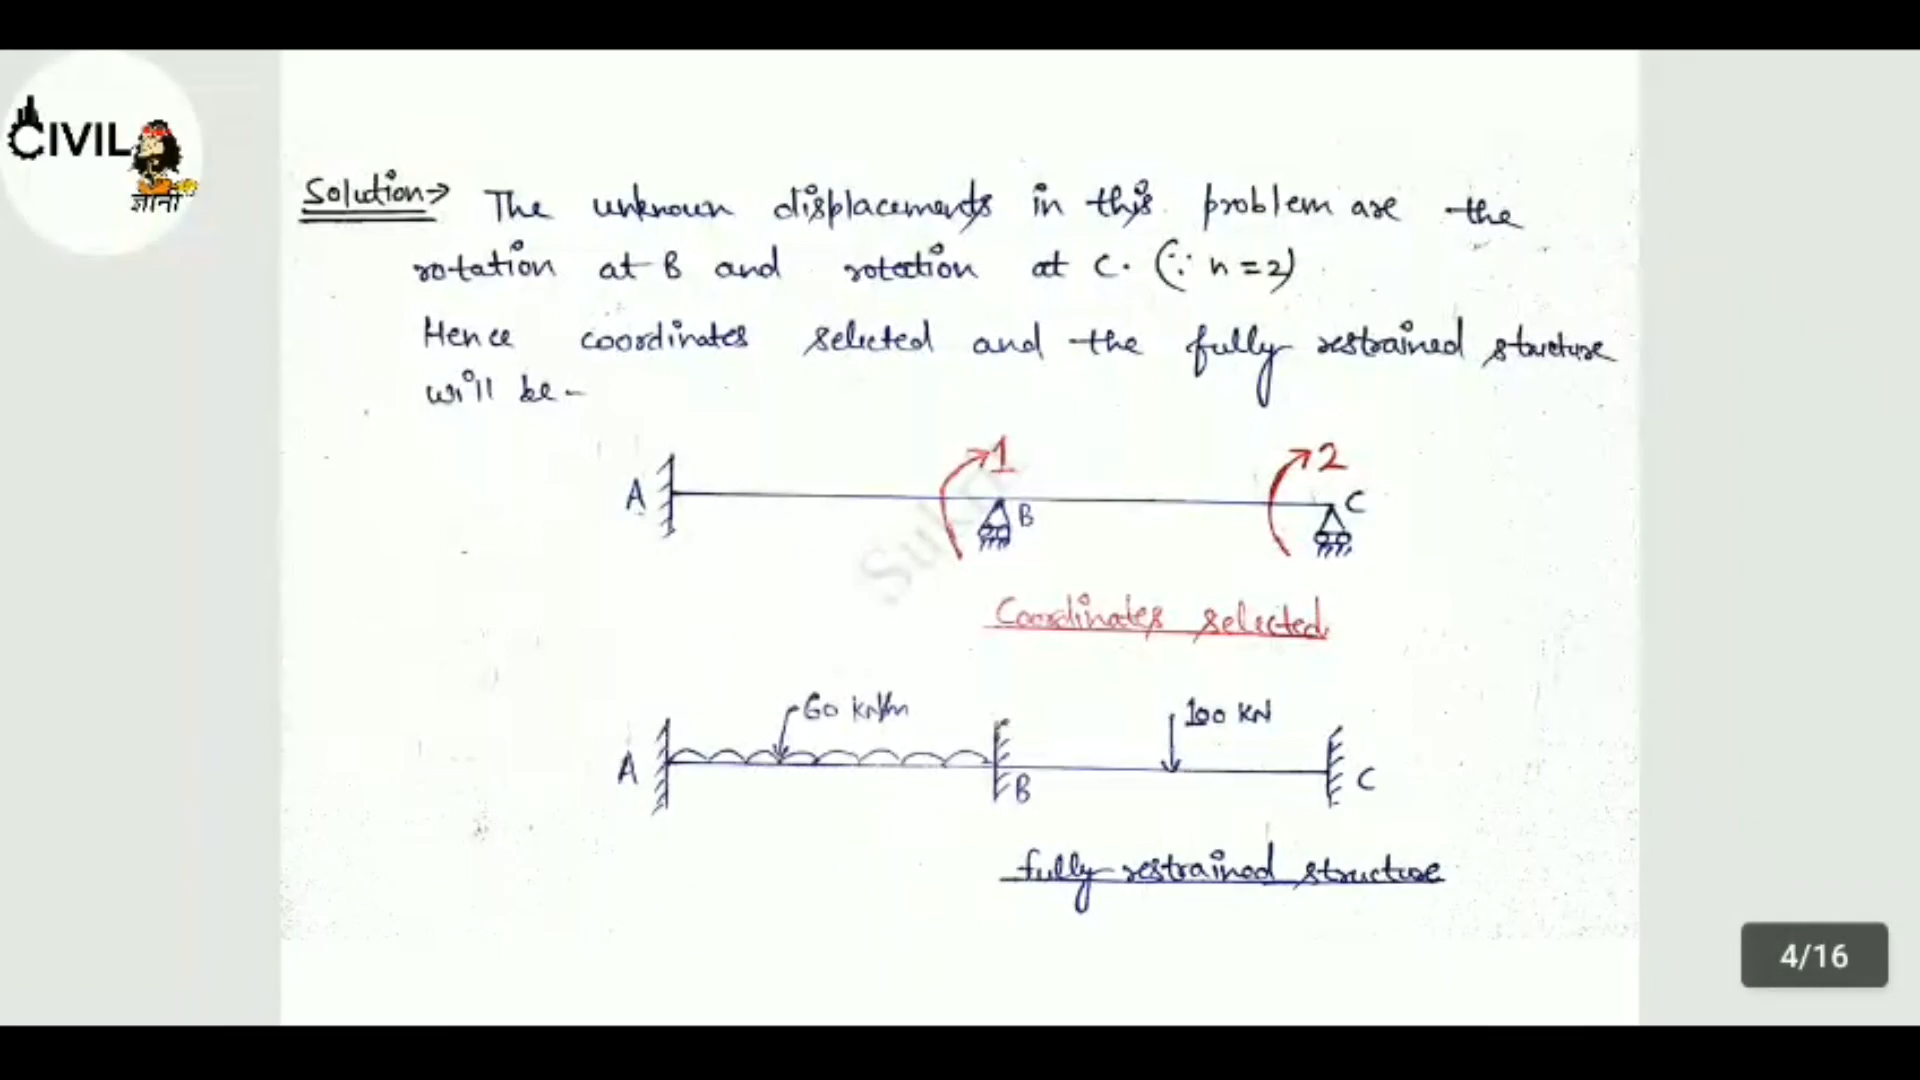 CIVIL
ज्ञानी
Solution→ The unknown displacements in this problem are the
rotation at B and rotation at C. (∵ n=2)
Hence coordinates selected and the fully restrained structure
will be-
1
2
A
B
C
Coordinates selected
60 kN/m
100 KN
A
B
C
fully restrained structure
4/16